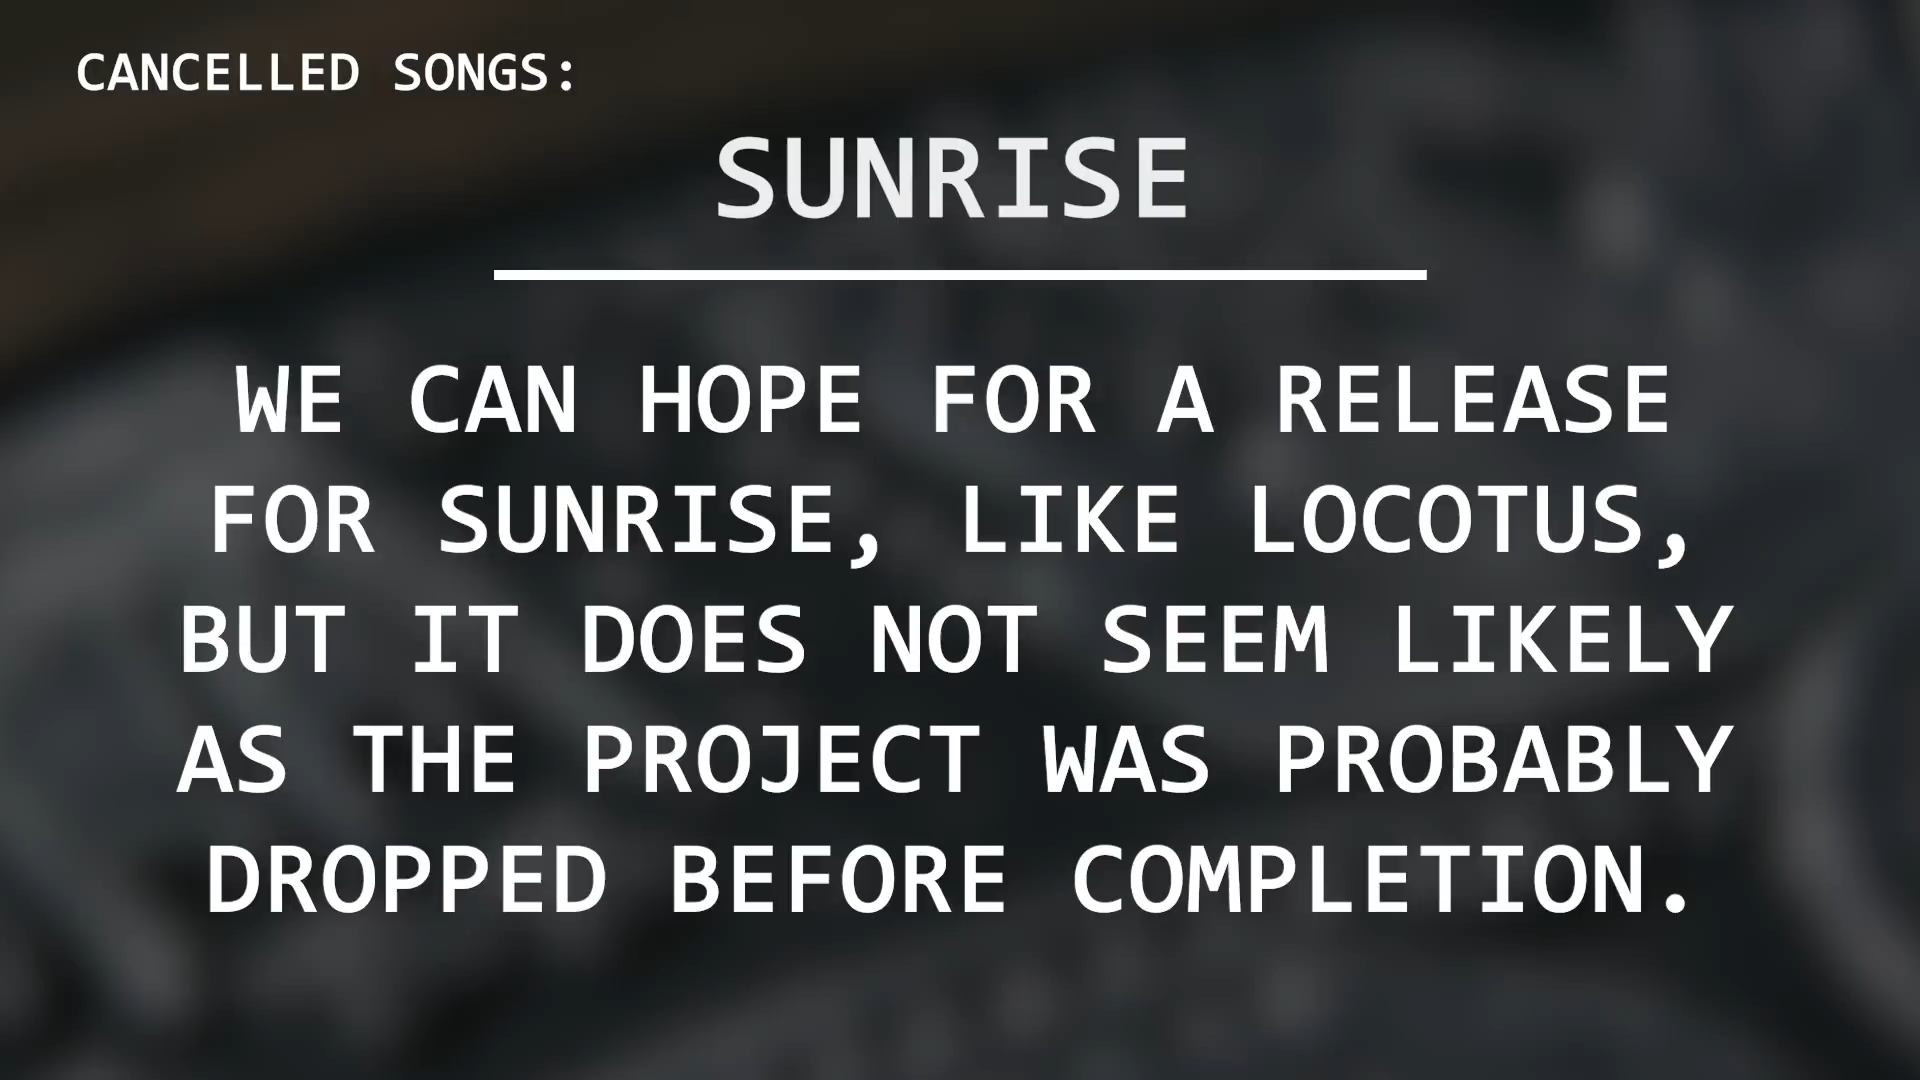 CANCELLED SONGS:
SUNRISE
WE CAN HOPE FOR A RELEASE
FOR SUNRISE, LIKE LOCOTUS,
BUT IT DOES NOT SEEM LIKELY
AS THE PROJECT WAS PROBABLY
DROPPED BEFORE COMPLETION.